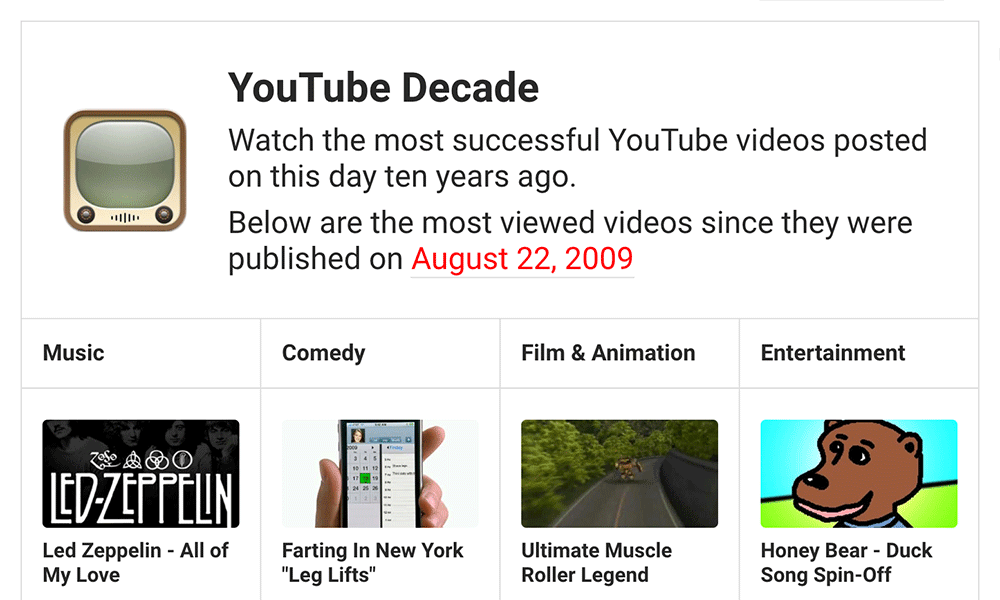 YouTube Decade
Watch the most successful YouTube videos posted
on this day ten years ago.
Below are the most viewed videos since they were
published on August 22, 2009
Music
Comedy
Film & Animation
Entertainment
LED-ZEPPELIN
Led Zeppelin - All of
My Love
Farting In New York
"Leg Lifts"
Ultimate Muscle
Roller Legend
Honey Bear - Duck
Song Spin-Off